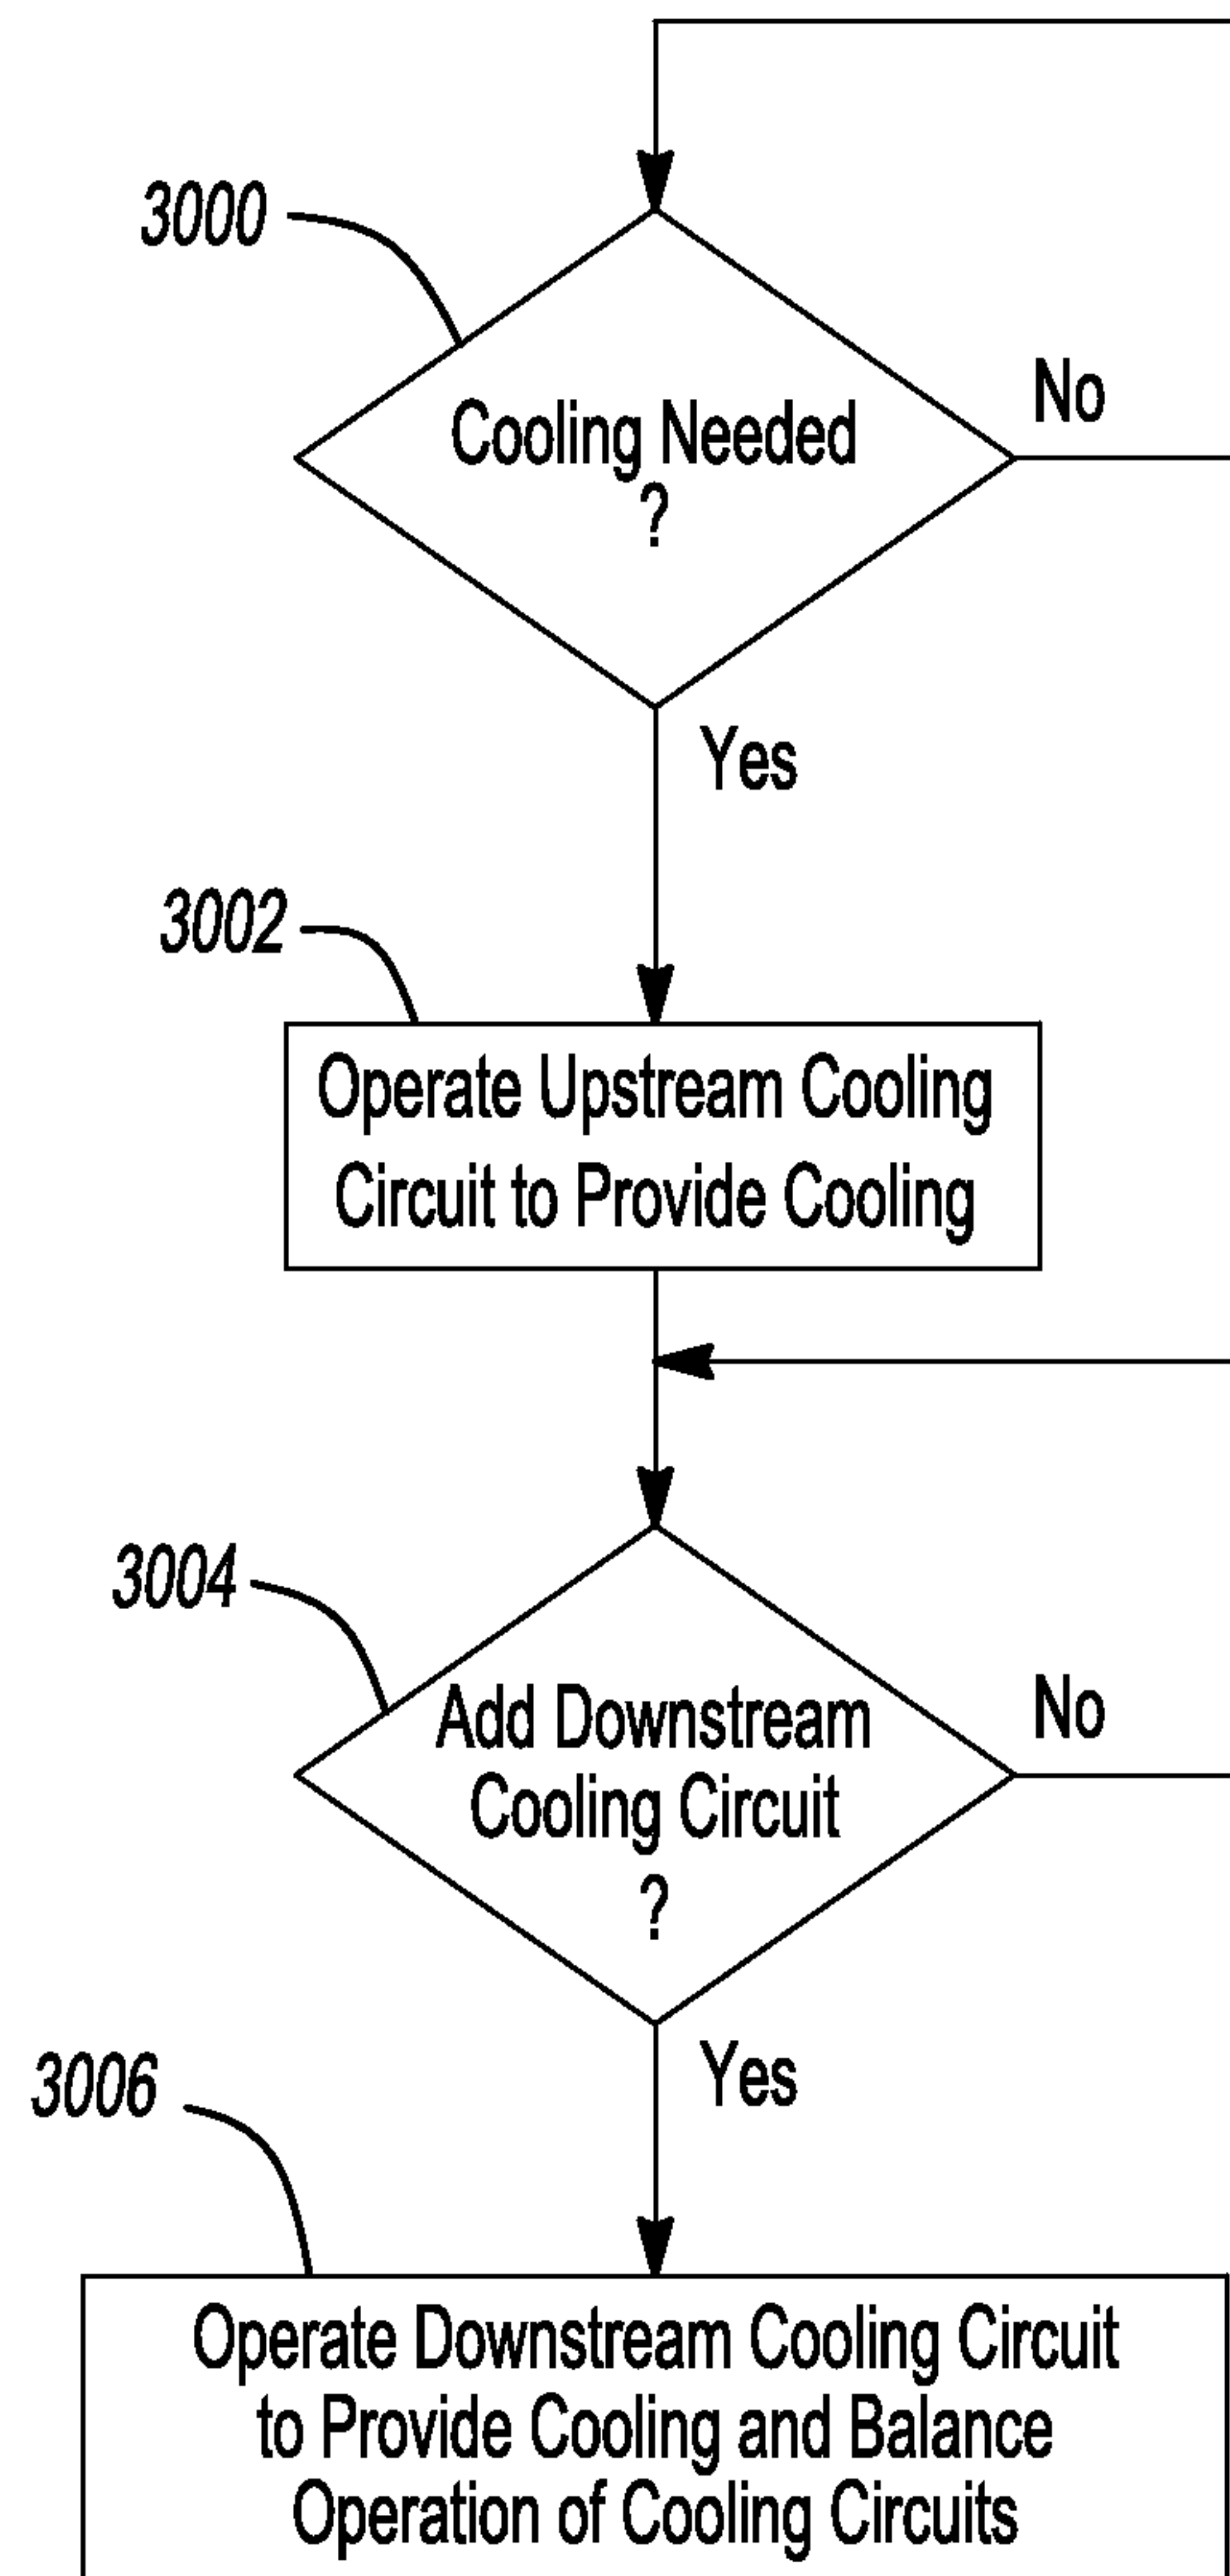 3000
Cooling Needed
?
No
Yes
3002
Operate Upstream Cooling
Circuit to Provide Cooling
3004
Add Downstream
Cooling Circuit
?
No
Yes
3006
Operate Downstream Cooling Circuit
to Provide Cooling and Balance
Operation of Cooling Circuits